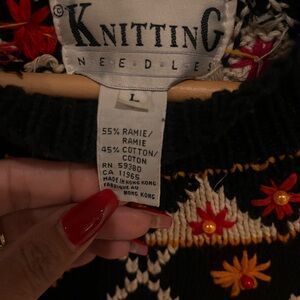 ©KNITTING
NEEDLES
L
55% RAMIE/
RAMIE
45% COTTON/
COTON
RN 59380
CA 11965
MADE IN HONG KONG
FABRIQUE AU
HONG KONG